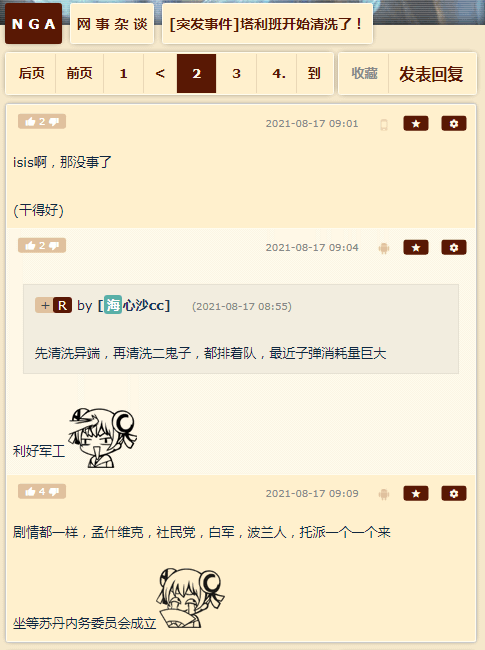 NGA 网事杂谈 [突发事件]塔利班开始清洗了！
后页 前页 1 < 2 3 4. 到 收藏 发表回复
2 2021-08-17 09:01
isis啊，那没事了
(干得好)
2 2021-08-17 09:04
+ R by [海心沙cc] (2021-08-17 08:55)
先清洗异端，再清洗二鬼子，都排着队，最近子弹消耗量巨大
利好军工
4 2021-08-17 09:09
剧情都一样，孟什维克，社民党，白军，波兰人，托派一个一个来
坐等苏丹内务委员会成立